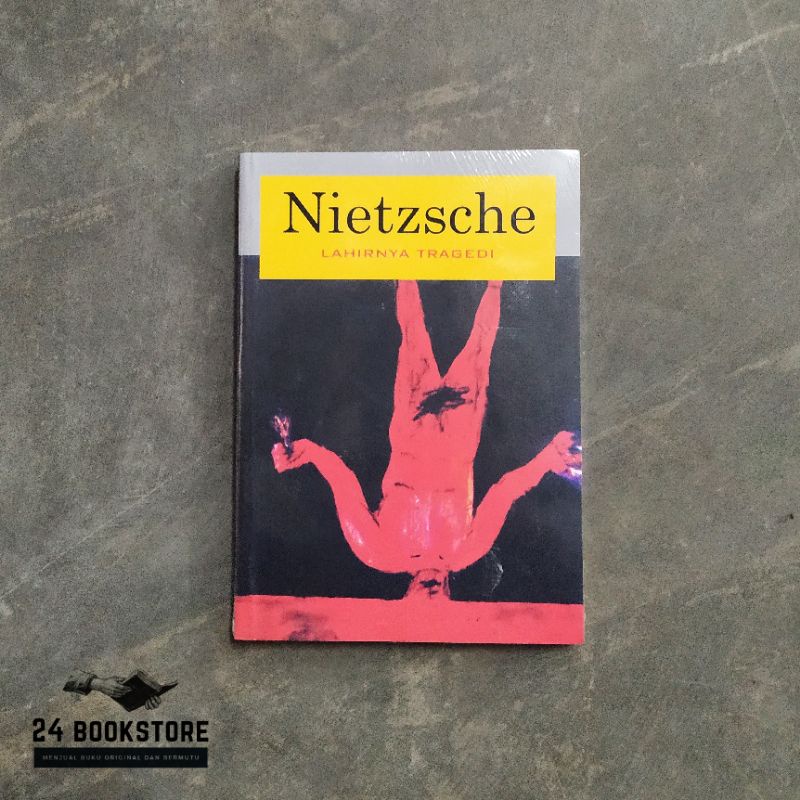 Nietzsche
LAHIRNYA TRAGEDI
24 BOOKSTORE
MENJUAL BUKU ORIGINAL DAN BERMUTU